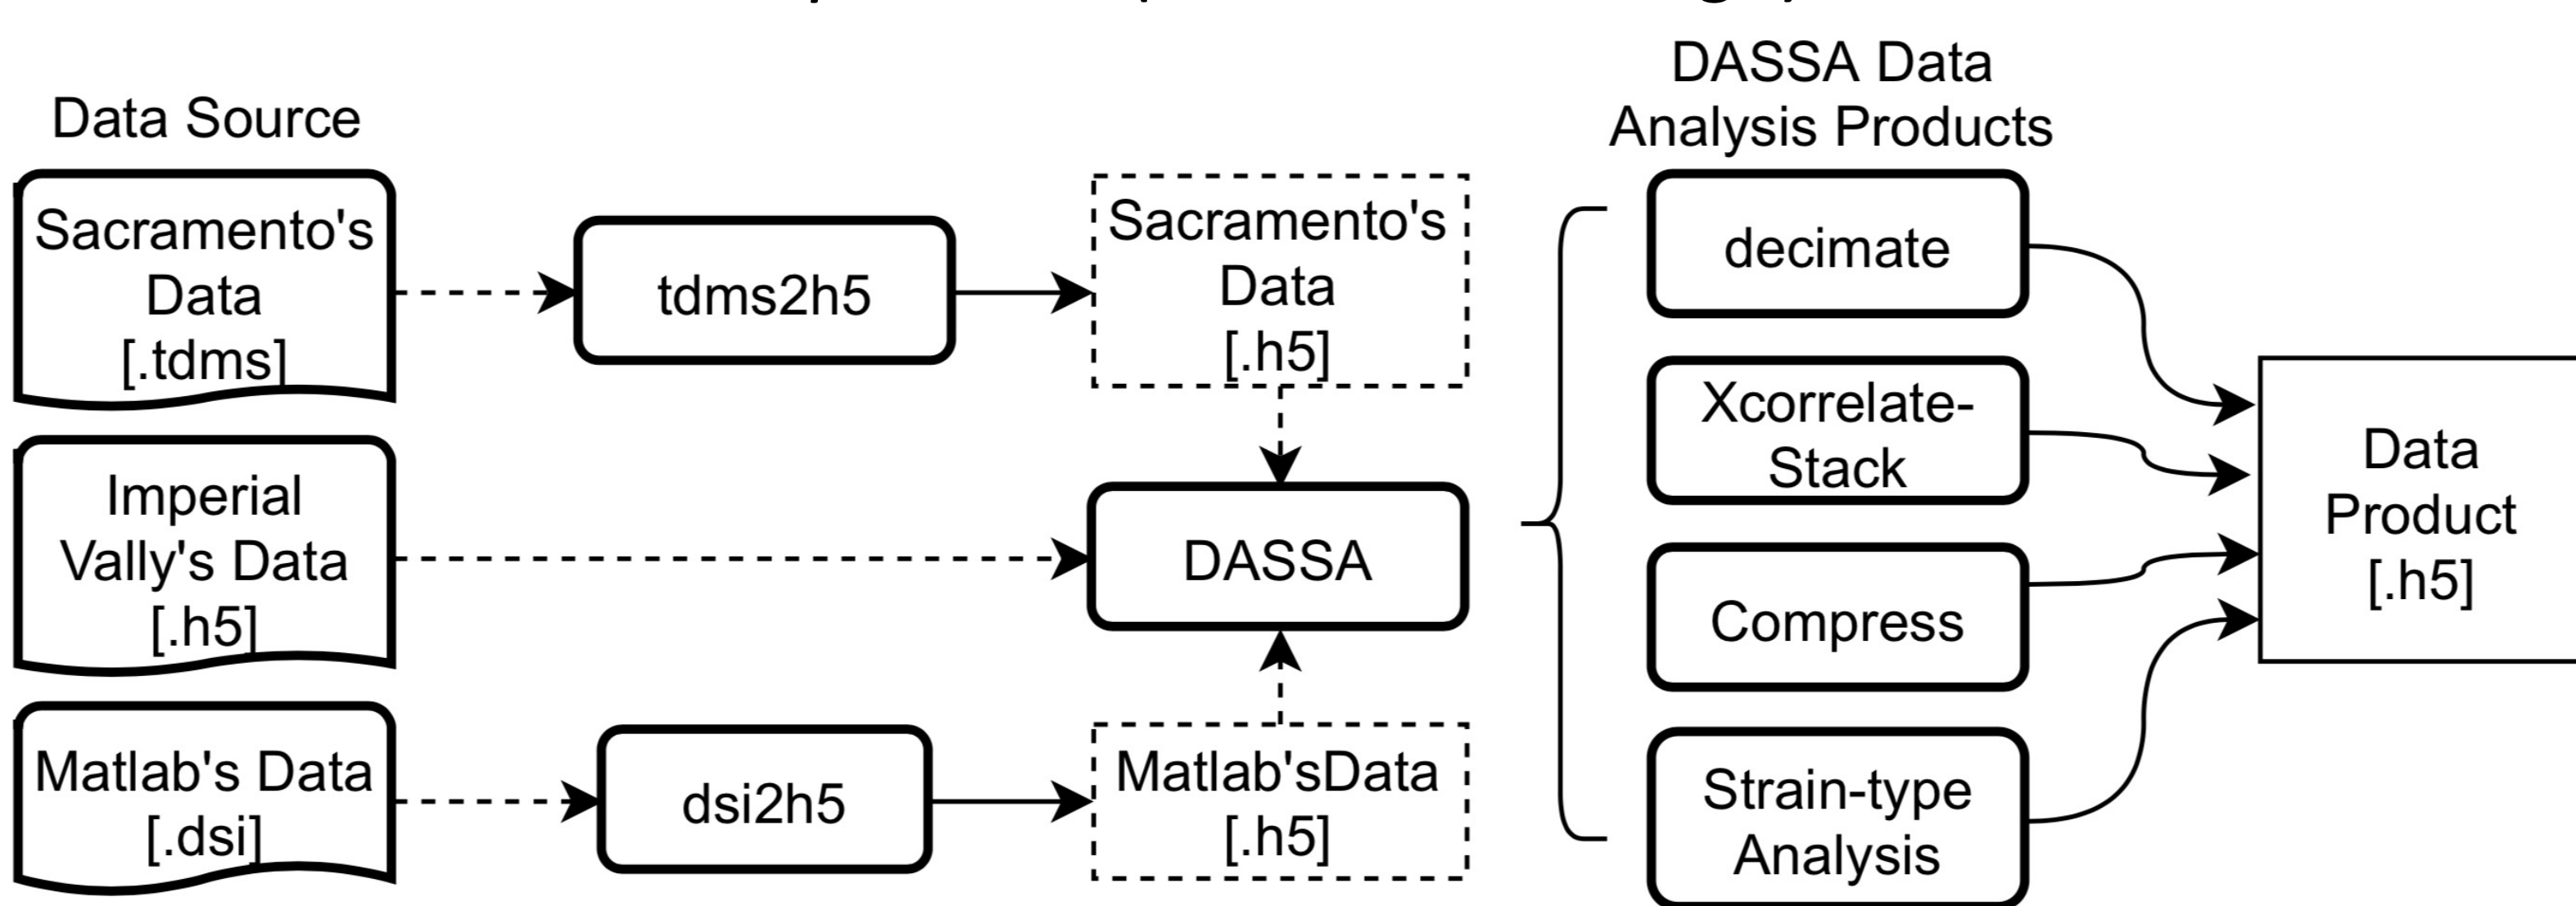 Data Source
Sacramento's
Data
[.tdms]
Imperial
Vally's Data
[.h5]
Matlab's Data
[.dsi]
tdms2h5
dsi2h5
Sacramento's
Data
[.h5]
DASSA
Matlab'sData
[.h5]
DASSA Data
Analysis Products
decimate
Xcorrelate-
Stack
Compress
Strain-type
Analysis
Data
Product
[.h5]